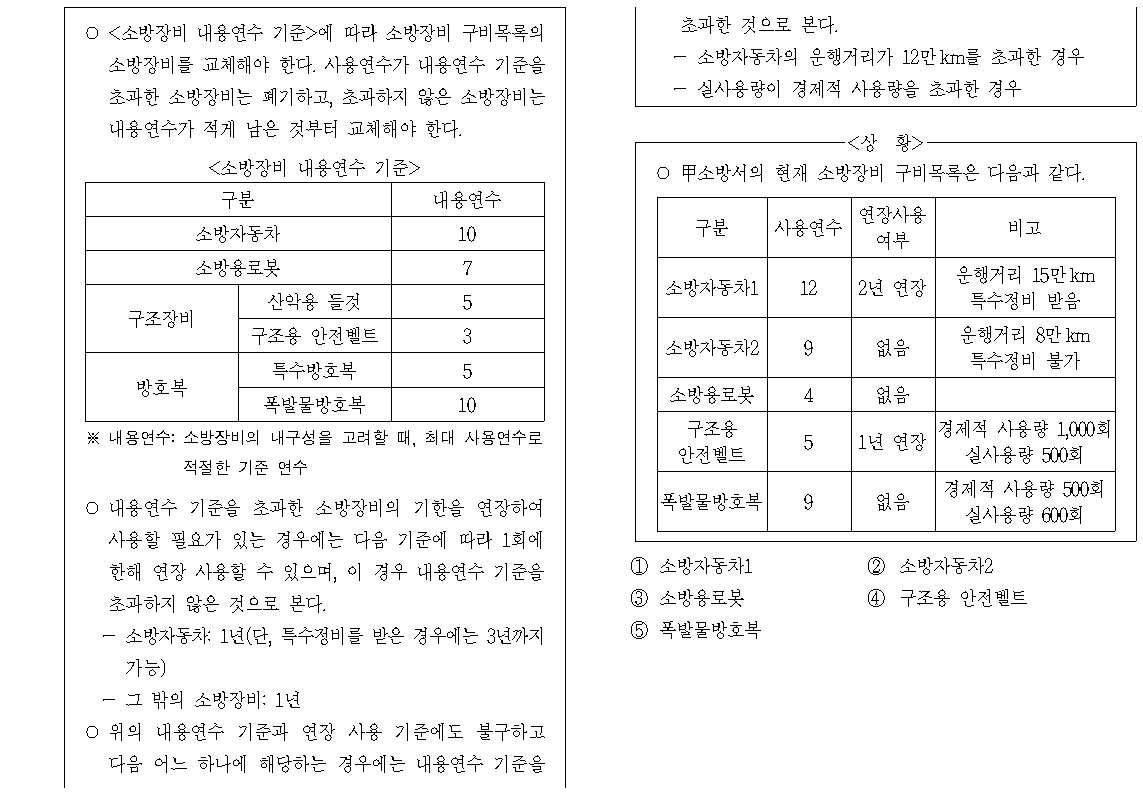 ○ <소방장비 내용연수 기준>에 따라 소방장비 구비목록의
소방장비를 교체해야 한다. 사용연수가 내용연수 기준을
초과한 소방장비는 폐기하고, 초과하지 않은 소방장비는
내용연수가 적게 남은 것부터 교체해야 한다.
<소방장비 내용연수 기준>
구분 내용연수
소방자동차 10
소방용로봇 7
구조장비 산악용 들것 5
구조용 안전벨트 3
방호복 특수방호복 5
폭발물방호복 10
※ 내용연수: 소방장비의 내구성을 고려할 때, 최대 사용연수로
적절한 기준 연수
○ 내용연수 기준을 초과한 소방장비의 기한을 연장하여
사용할 필요가 있는 경우에는 다음 기준에 따라 1회에
한해 연장 사용할 수 있으며, 이 경우 내용연수 기준을
초과하지 않은 것으로 본다.
- 소방자동차: 1년(단, 특수정비를 받은 경우에는 3년까지
가능)
- 그 밖의 소방장비: 1년
○ 위의 내용연수 기준과 연장 사용 기준에도 불구하고
다음 어느 하나에 해당하는 경우에는 내용연수 기준을
초과한 것으로 본다.
- 소방자동차의 운행거리가 12만km를 초과한 경우
- 실사용량이 경제적 사용량을 초과한 경우
<상 황>
○ 甲소방서의 현재 소방장비 구비목록은 다음과 같다.
구분 사용연수 연장사용 여부 비고
소방자동차1 12 2년 연장 운행거리 15만km 특수정비 받음
소방자동차2 9 없음 운행거리 8만km 특수정비 불가
소방용로봇 4 없음
구조용 안전벨트 5 1년 연장 경제적 사용량 1,000회 실사용량 500회
폭발물방호복 9 없음 경제적 사용량 500회 실사용량 600회
① 소방자동차1 ② 소방자동차2
③ 소방용로봇 ④ 구조용 안전벨트
⑤ 폭발물방호복